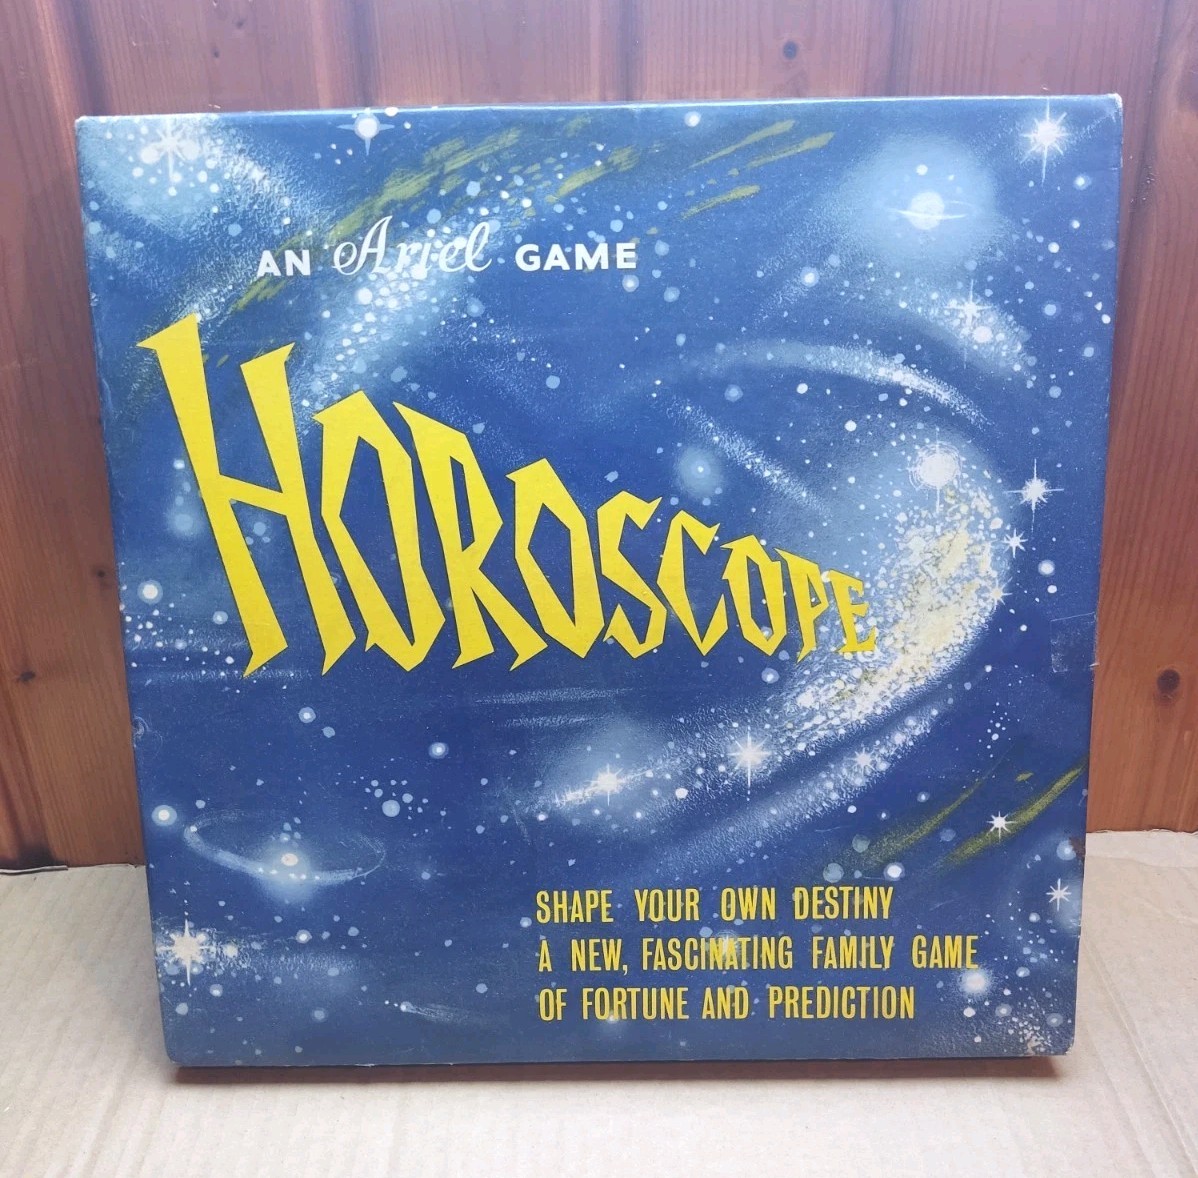 AN Ariel GAME
HOROSCOPE
SHAPE YOUR OWN DESTINY
A NEW, FASCINATING FAMILY GAME
OF FORTUNE AND PREDICTION